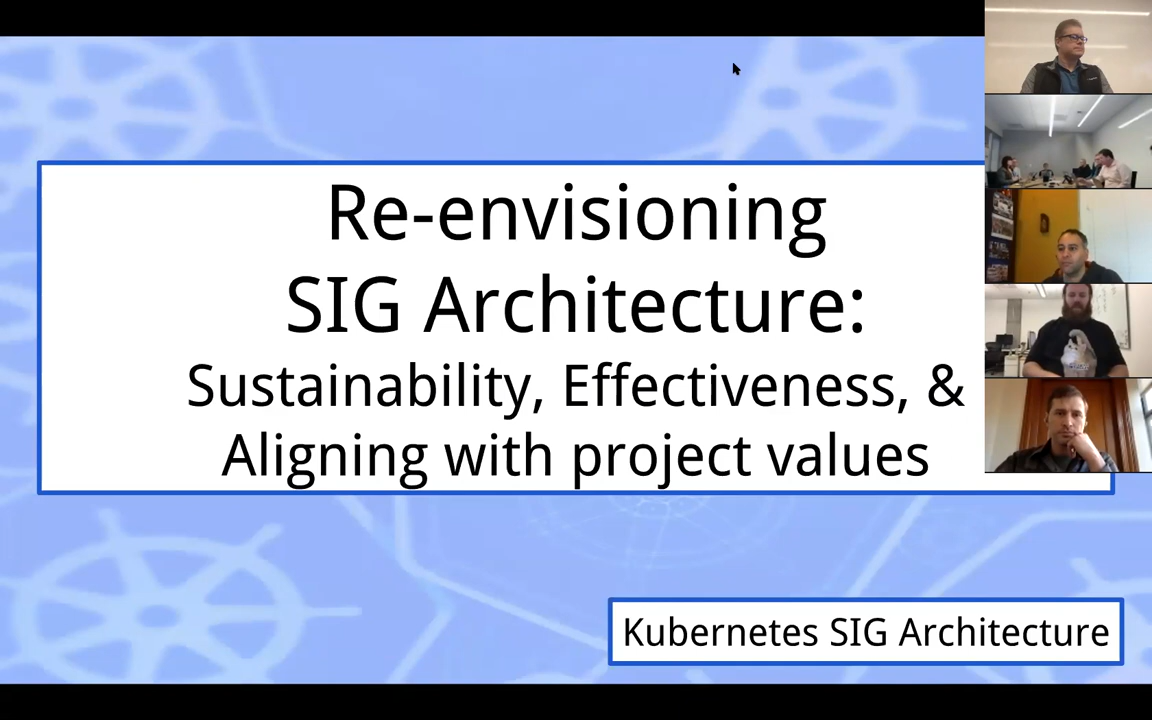 Re-envisioning
SIG Architecture:
Sustainability, Effectiveness, &
Aligning with project values
Kubernetes SIG Architecture